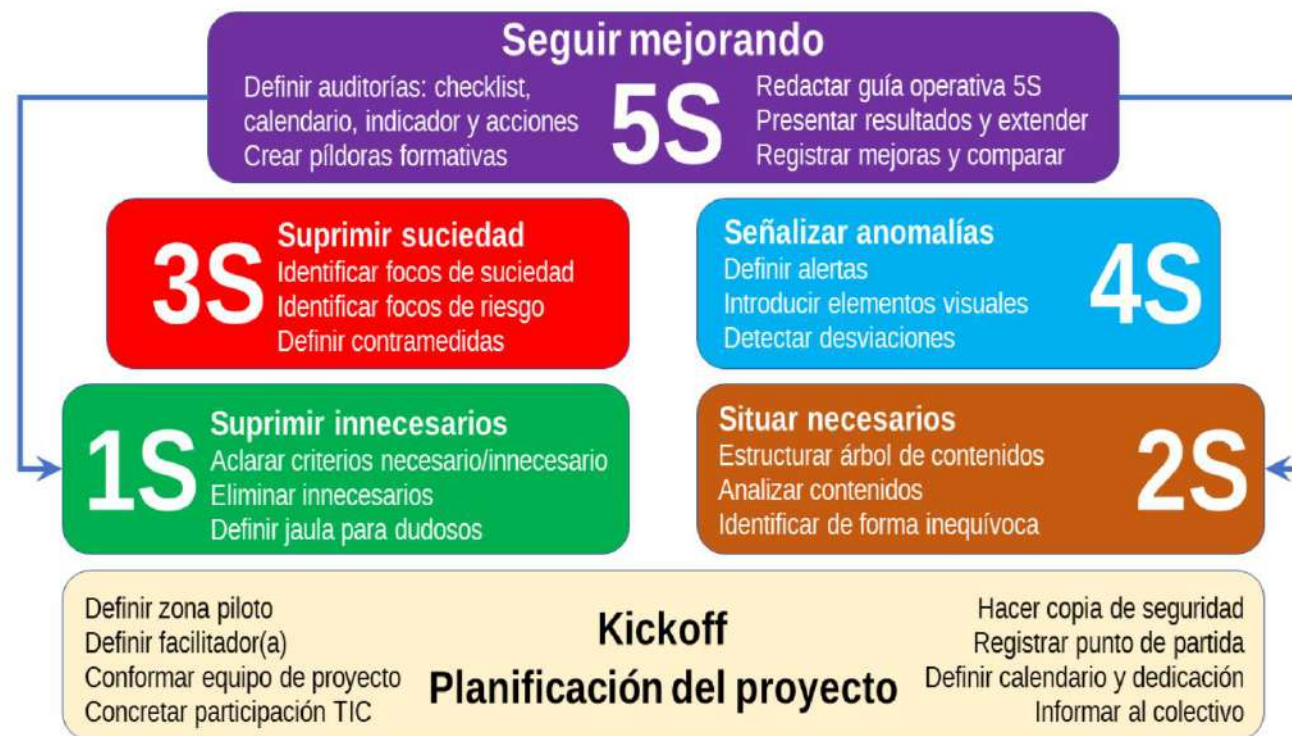 Seguir mejorando
Definir auditorías: checklist,
calendario, indicador y acciones
Crear píldoras formativas
5S
Redactar guía operativa 5S
Presentar resultados y extender
Registrar mejoras y comparar
3S
Suprimir suciedad
Identificar focos de suciedad
Identificar focos de riesgo
Definir contramedidas
Señalizar anomalías
Definir alertas
Introducir elementos visuales
Detectar desviaciones
4S
1S
Suprimir innecesarios
Aclarar criterios necesario/innecesario
Eliminar innecesarios
Definir jaula para dudosos
Situar necesarios
Estructurar árbol de contenidos
Analizar contenidos
Identificar de forma inequívoca
2S
Definir zona piloto
Definir facilitador(a)
Conformar equipo de proyecto
Concretar participación TIC
Kickoff
Planificación del proyecto
Hacer copia de seguridad
Registrar punto de partida
Definir calendario y dedicación
Informar al colectivo